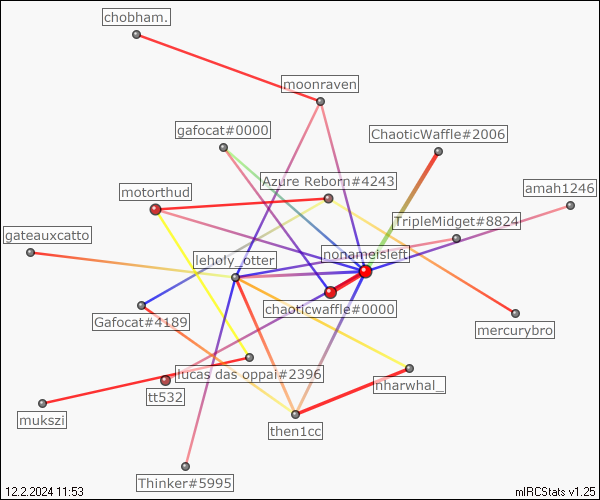 chobham.
moonraven
gafocat#0000
ChaoticWaffle#2006
Azure Reborn#4243
motorthud
amah1246
TripleMidget#8824
gateauxcatto
nonameisleft
leholy_otter
chaoticwaffle#0000
Gafocat#4189
mercurybro
lucas das oppai#2396
nharwhal_
tt532
mukszi
then1cc
Thinker#5995
12.2.2024 11:53
mIRCStats v1.25